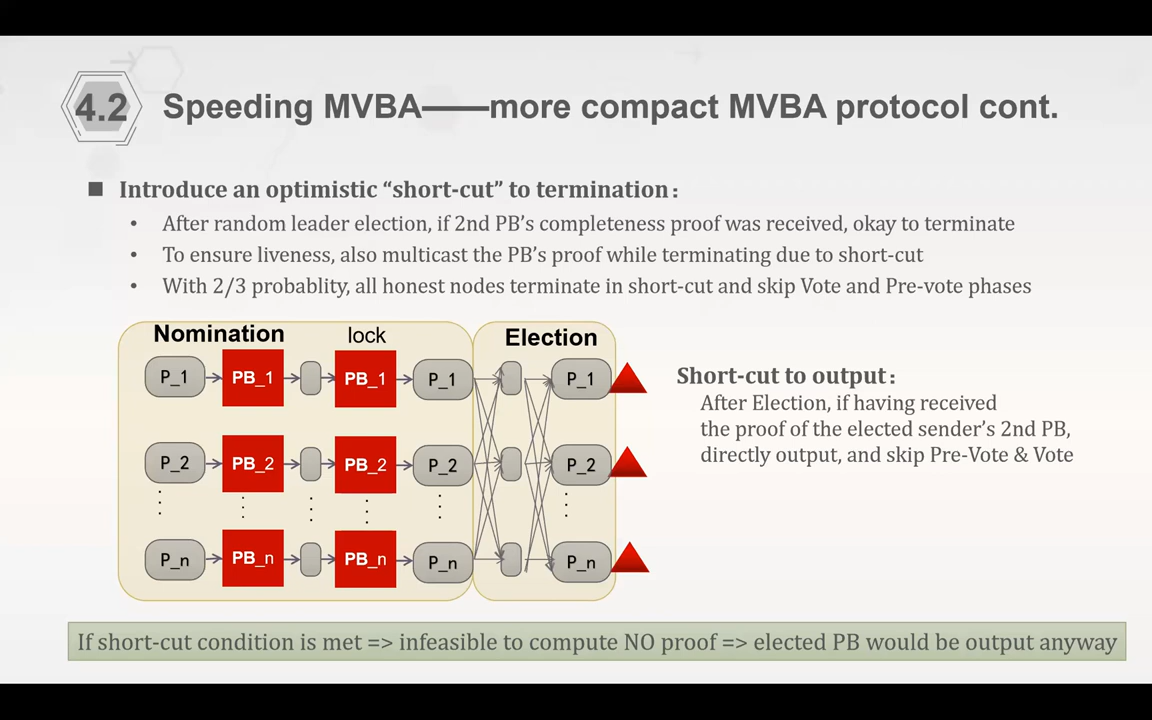 4.2 Speeding MVBA——more compact MVBA protocol cont.
■ Introduce an optimistic “short-cut” to termination：
• After random leader election, if 2nd PB’s completeness proof was received, okay to terminate
• To ensure liveness, also multicast the PB’s proof while terminating due to short-cut
• With 2/3 probablity, all honest nodes terminate in short-cut and skip Vote and Pre-vote phases
Nomination lock Election
P_1 PB_1 PB_1 P_1 P_1
P_2 PB_2 PB_2 P_2 P_2
P_n PB_n PB_n P_n P_n
Short-cut to output：
After Election, if having received
the proof of the elected sender’s 2nd PB,
directly output, and skip Pre-Vote & Vote
If short-cut condition is met => infeasible to compute NO proof => elected PB would be output anyway